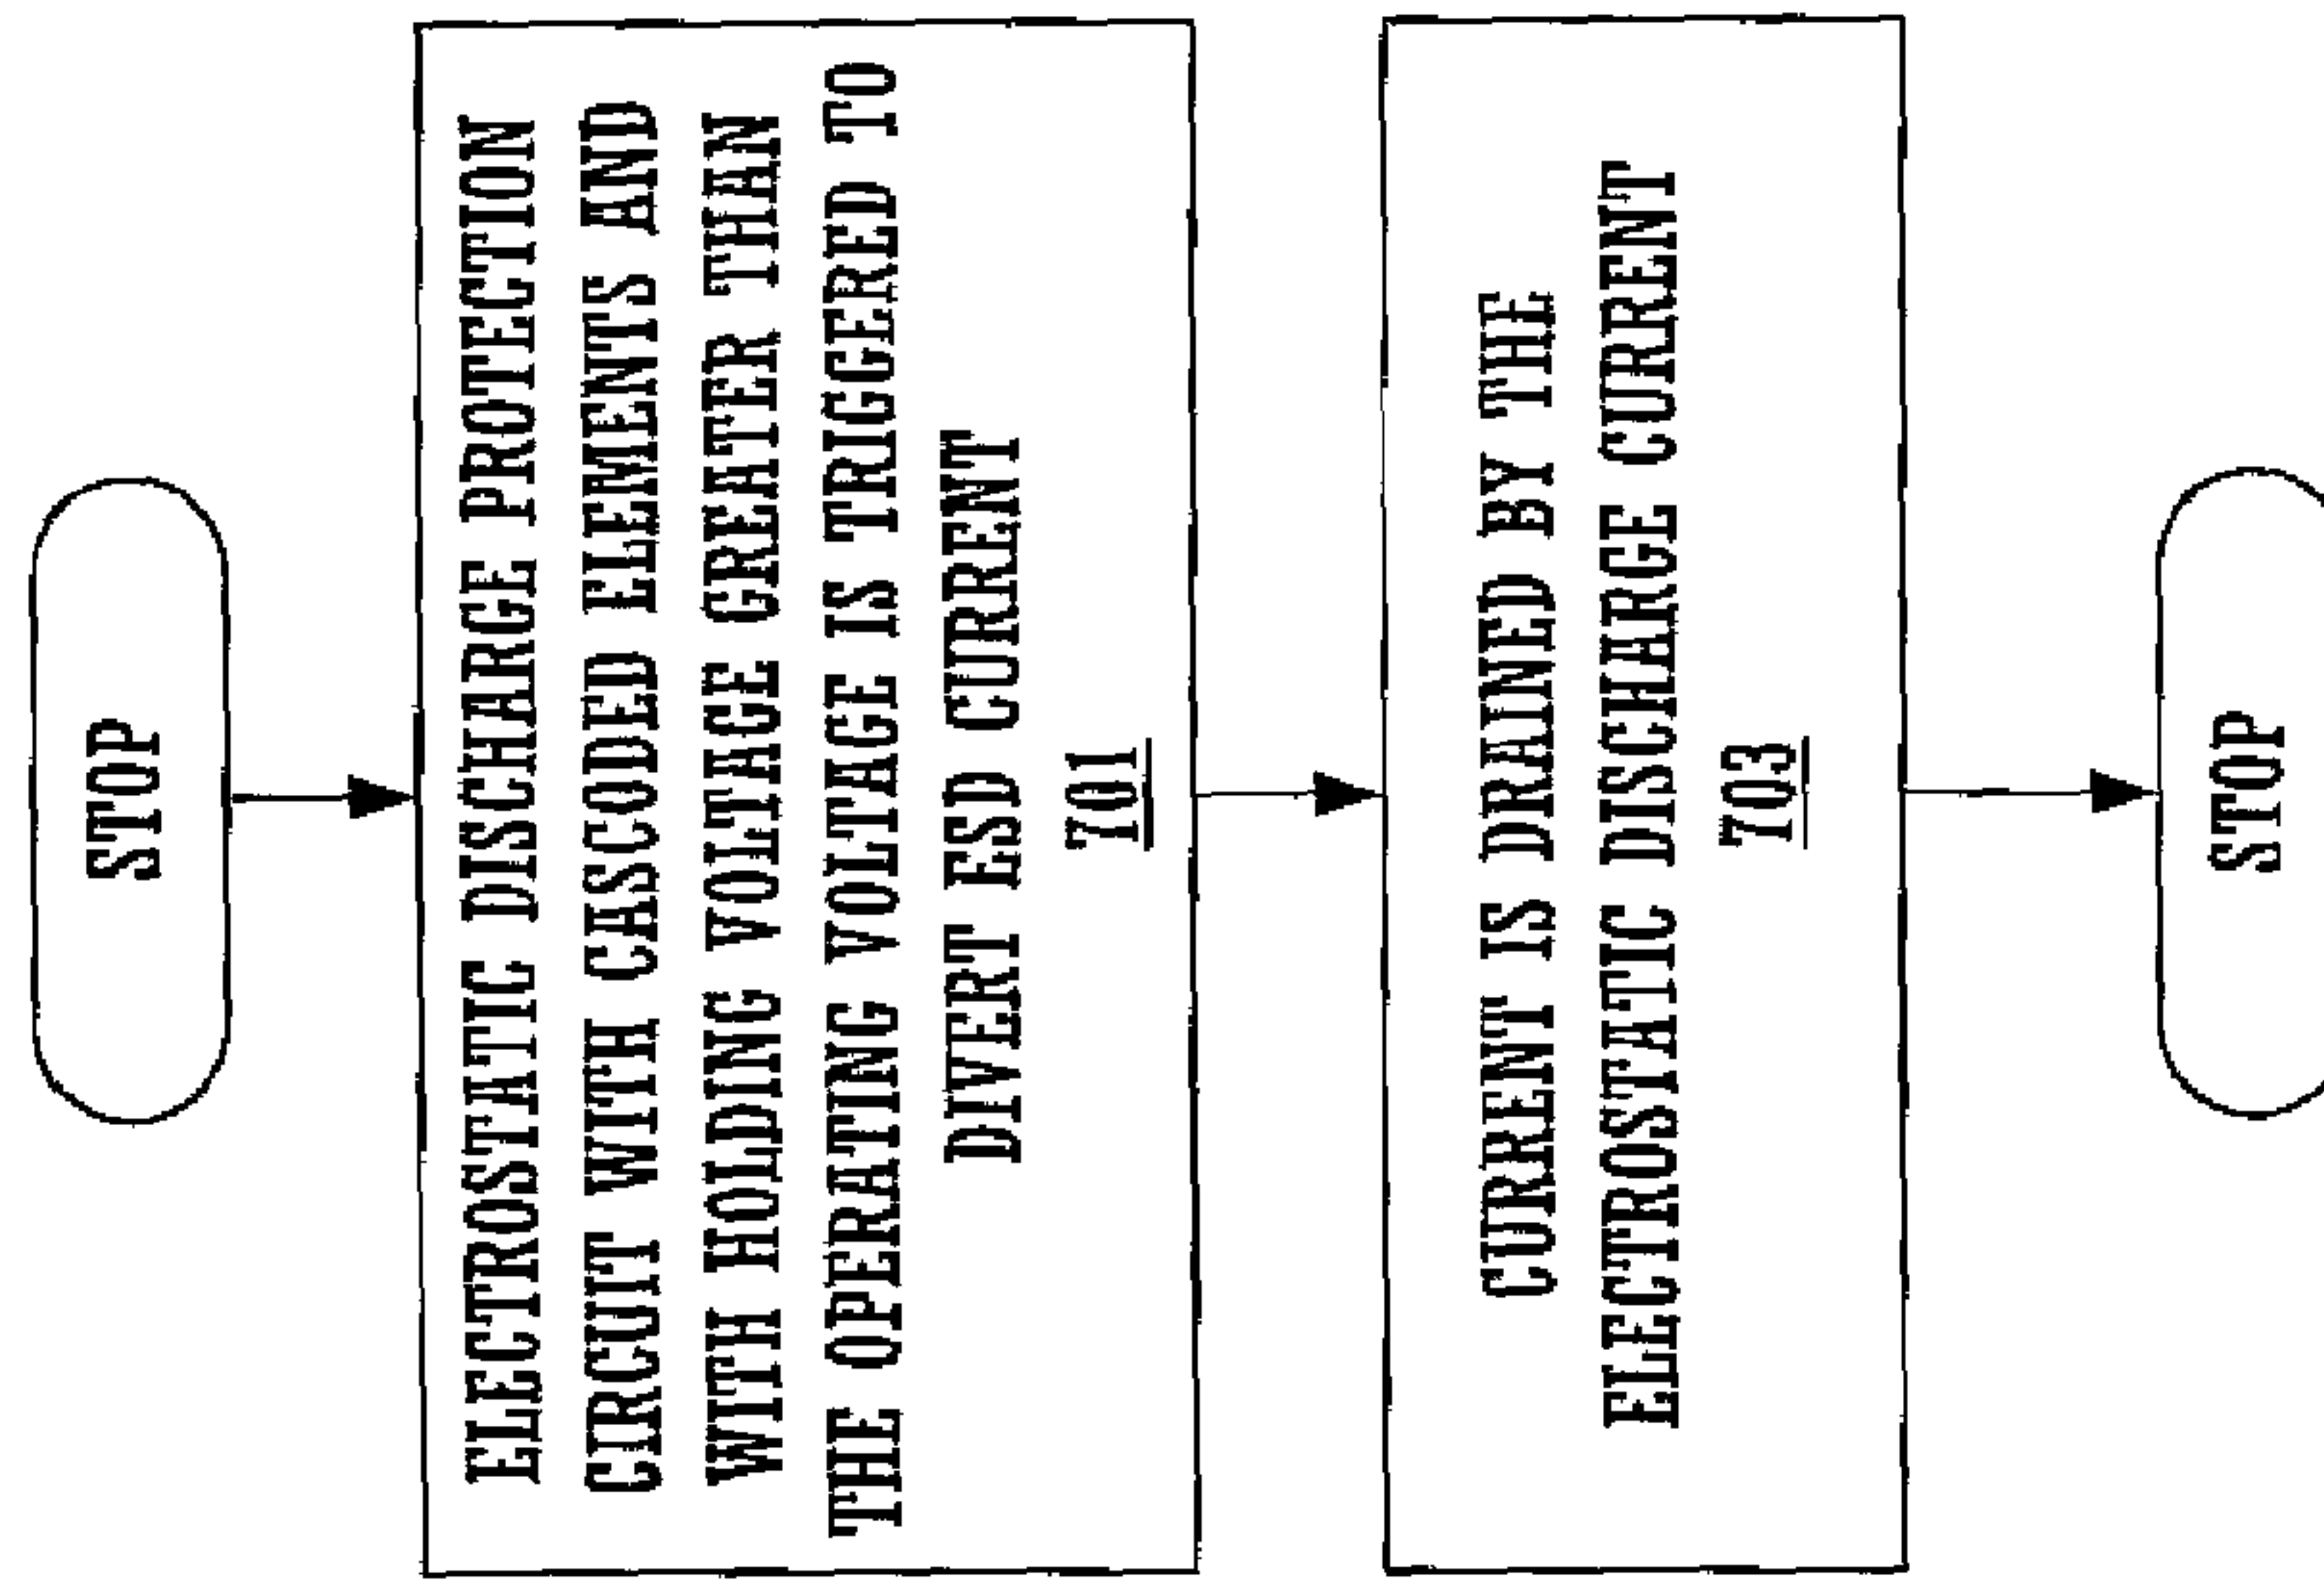 STOP
ELECTROSTATIC DISCHARGE PROTECTION
CIRCUIT WITH CASCODED ELEMENTS AND
WITH HOLDING VOLTAGE GREATER THAN
THE OPERATING VOLTAGE IS TRIGGERED TO
DIVERT ESD CURRENT
701
CURRENT IS DRAINED BY THE
ELECTROSTATIC DISCHARGE CURRENT
703
STOP